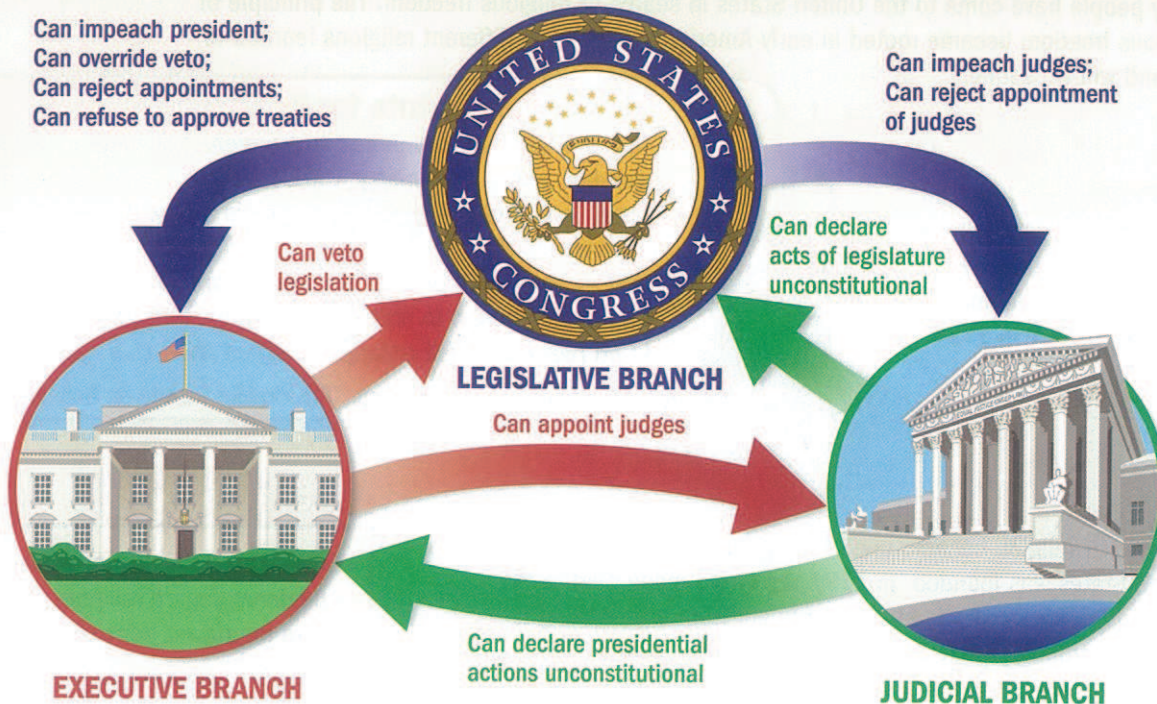 Can impeach president;
Can override veto;
Can reject appointments;
Can refuse to approve treaties
UNITED STATES
CONGRESS
Can impeach judges;
Can reject appointment
of judges
Can veto
legislation
Can declare
acts of legislature
unconstitutional
LEGISLATIVE BRANCH
Can appoint judges
Can declare presidential
actions unconstitutional
EXECUTIVE BRANCH
JUDICIAL BRANCH